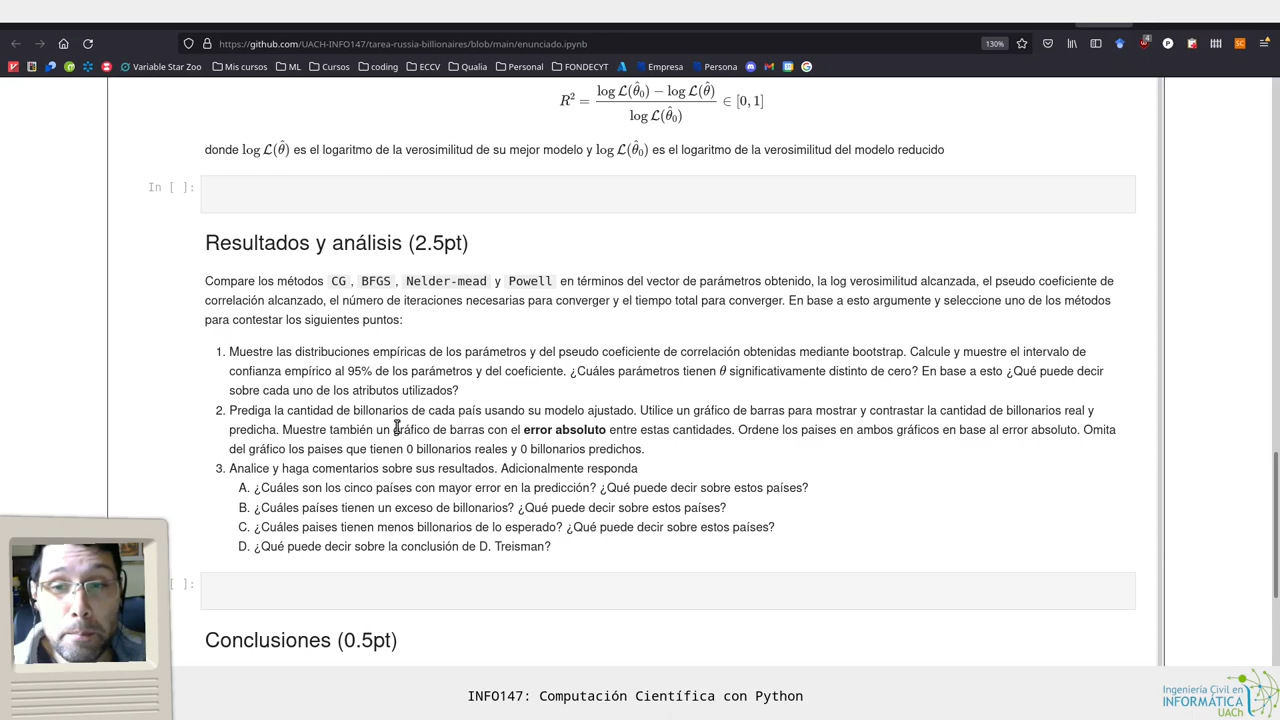 https://github.com/UACH-INFO147/tarea-russia-billionaires/blob/main/enunciado.ipynb
130%
Variable Star Zoo
Mis cursos
ML
Cursos
coding
ECCV
Qualia
Personal
FONDECYT
Empresa
Persona
R² = (log ℒ(θ̂₀) − log ℒ(θ̂)) / log ℒ(θ̂₀) ∈ [0, 1]
donde log ℒ(θ̂) es el logaritmo de la verosimilitud de su mejor modelo y log ℒ(θ̂₀) es el logaritmo de la verosimilitud del modelo reducido
In [ ]:
Resultados y análisis (2.5pt)
Compare los métodos CG, BFGS, Nelder-mead y Powell en términos del vector de parámetros obtenido, la log verosimilitud alcanzada, el pseudo coeficiente de
correlación alcanzado, el número de iteraciones necesarias para converger y el tiempo total para converger. En base a esto argumente y seleccione uno de los métodos
para contestar los siguientes puntos:
1. Muestre las distribuciones empíricas de los parámetros y del pseudo coeficiente de correlación obtenidas mediante bootstrap. Calcule y muestre el intervalo de
confianza empírico al 95% de los parámetros y del coeficiente. ¿Cuáles parámetros tienen θ significativamente distinto de cero? En base a esto ¿Qué puede decir
sobre cada uno de los atributos utilizados?
2. Prediga la cantidad de billonarios de cada país usando su modelo ajustado. Utilice un gráfico de barras para mostrar y contrastar la cantidad de billonarios real y
predicha. Muestre también un gráfico de barras con el error absoluto entre estas cantidades. Ordene los paises en ambos gráficos en base al error absoluto. Omita
del gráfico los paises que tienen 0 billonarios reales y 0 billonarios predichos.
3. Analice y haga comentarios sobre sus resultados. Adicionalmente responda
A. ¿Cuáles son los cinco países con mayor error en la predicción? ¿Qué puede decir sobre estos países?
B. ¿Cuáles países tienen un exceso de billonarios? ¿Qué puede decir sobre estos países?
C. ¿Cuáles paises tienen menos billonarios de lo esperado? ¿Qué puede decir sobre estos países?
D. ¿Qué puede decir sobre la conclusión de D. Treisman?
[ ]:
Conclusiones (0.5pt)
INFO147: Computación Científica con Python
Ingeniería Civil en
INFORMÁTICA
UACh